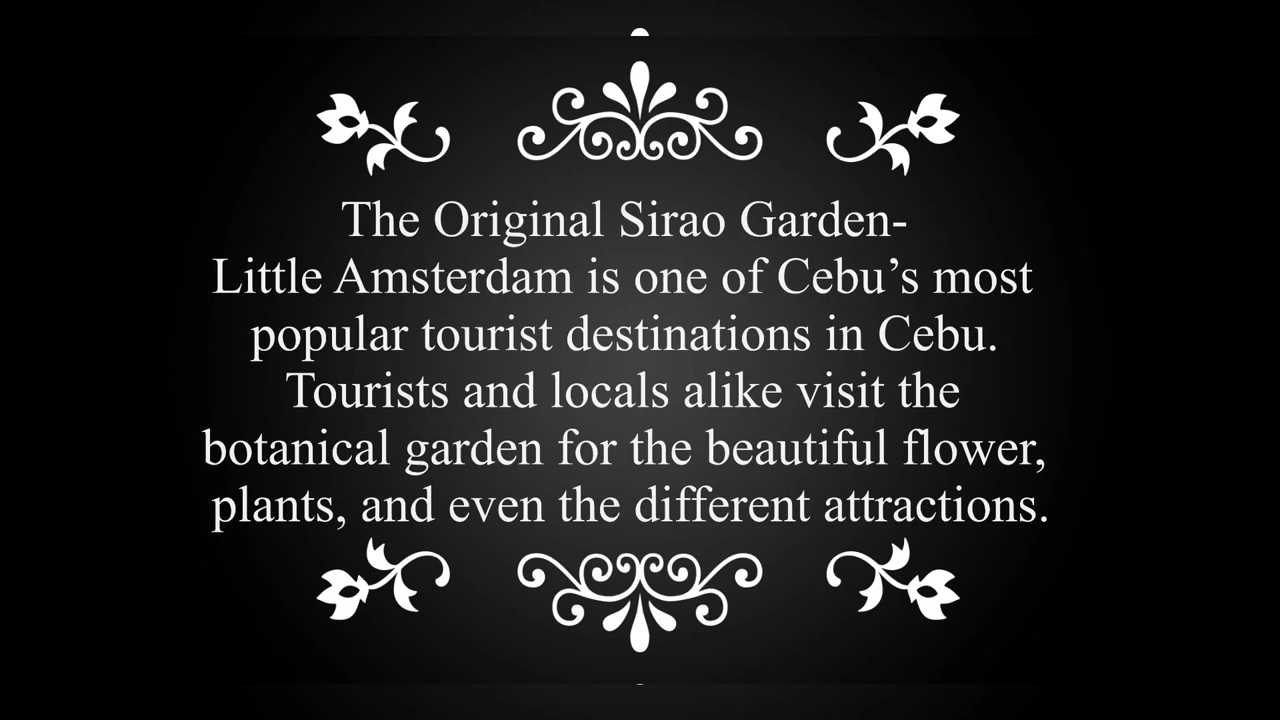 The Original Sirao Garden-
Little Amsterdam is one of Cebu’s most
popular tourist destinations in Cebu.
Tourists and locals alike visit the
botanical garden for the beautiful flower,
plants, and even the different attractions.